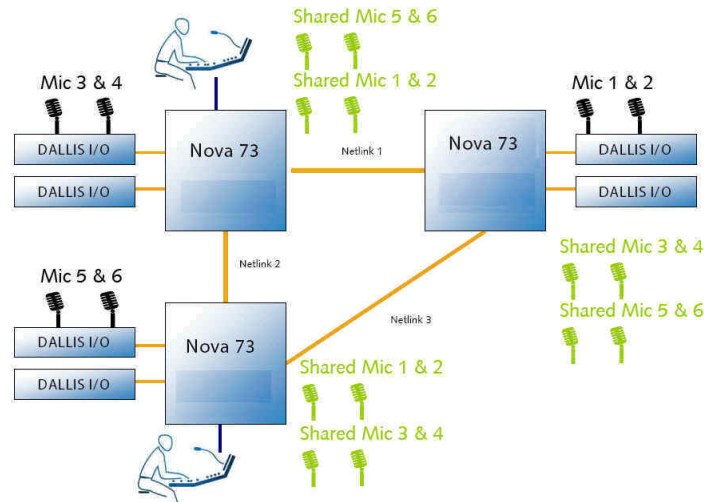 Shared Mic 5 & 6
Mic 3 & 4
Shared Mic 1 & 2
Mic 1 & 2
DALLIS I/O
Nova 73
Netlink 1
Nova 73
DALLIS I/O
DALLIS I/O
DALLIS I/O
Shared Mic 3 & 4
Netlink 2
Mic 5 & 6
Shared Mic 5 & 6
Netlink 3
DALLIS I/O
Nova 73
Shared Mic 1 & 2
DALLIS I/O
Shared Mic 3 & 4